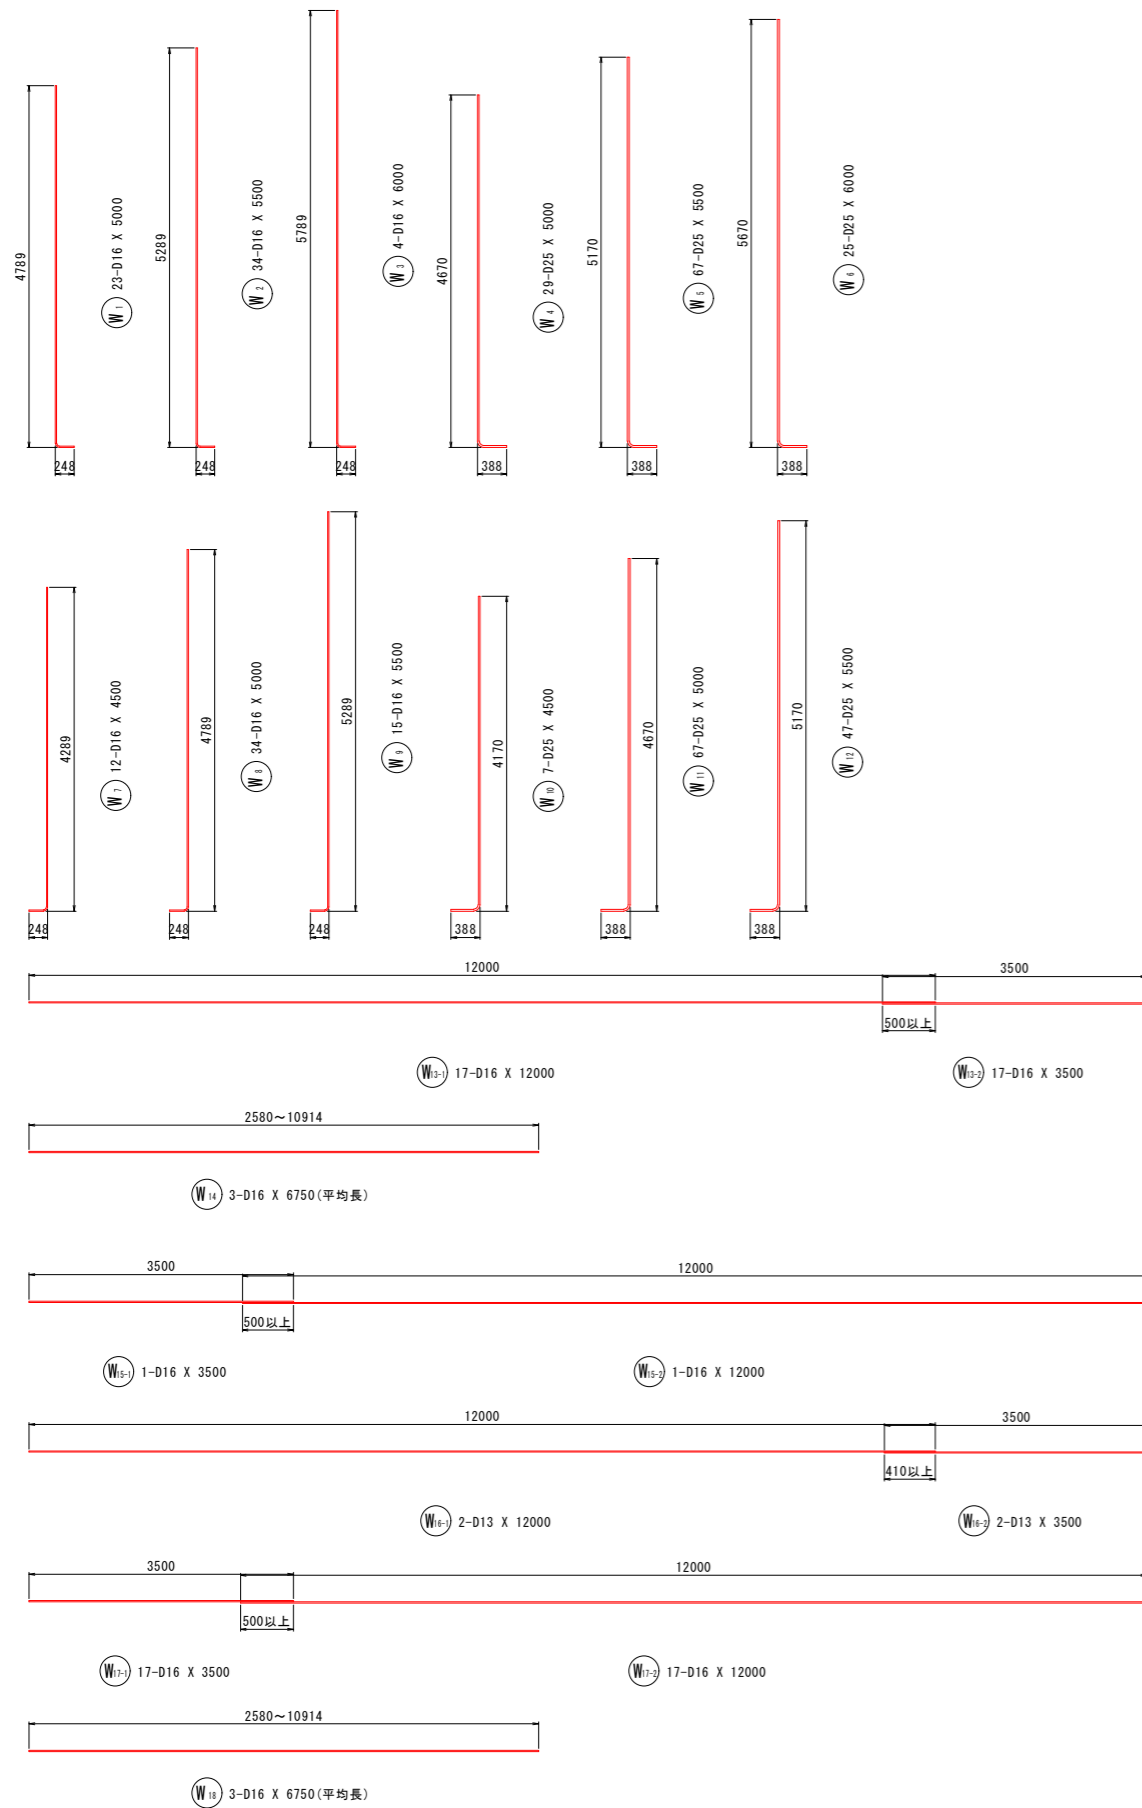 4789
248
W1 23-D16 X 5000
5289
248
W2 34-D16 X 5500
5789
248
W3 4-D16 X 6000
4670
388
W4 29-D25 X 5000
5170
388
W5 67-D25 X 5500
5670
388
W6 25-D25 X 6000
4289
248
W7 12-D16 X 4500
4789
248
W8 34-D16 X 5000
5289
248
W9 15-D16 X 5500
4170
388
W10 7-D25 X 4500
4670
388
W11 67-D25 X 5000
5170
388
W12 47-D25 X 5500
12000
3500
500以上
W13-1 17-D16 X 12000
W13-2 17-D16 X 3500
2580～10914
W14 3-D16 X 6750(平均長)
3500
12000
500以上
W15-1 1-D16 X 3500
W15-2 1-D16 X 12000
12000
3500
410以上
W16-1 2-D13 X 12000
W16-2 2-D13 X 3500
3500
12000
500以上
W17-1 17-D16 X 3500
W17-2 17-D16 X 12000
2580～10914
W18 3-D16 X 6750(平均長)